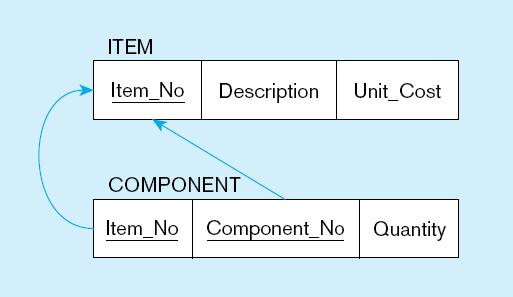 ITEM
Item_No Description Unit_Cost
COMPONENT
Item_No Component_No Quantity